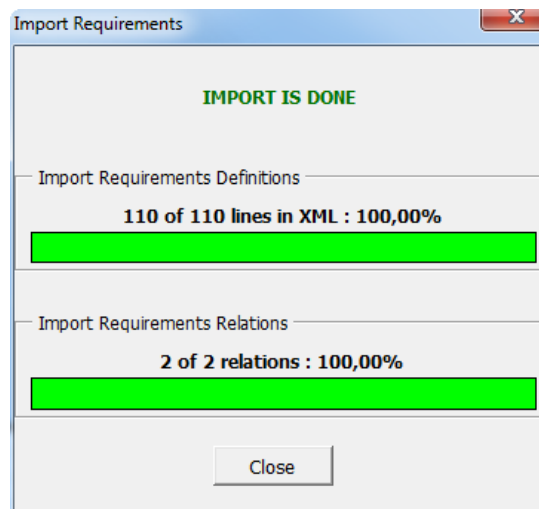 Import Requirements
X
IMPORT IS DONE
Import Requirements Definitions
110 of 110 lines in XML : 100,00%
Import Requirements Relations
2 of 2 relations : 100,00%
Close